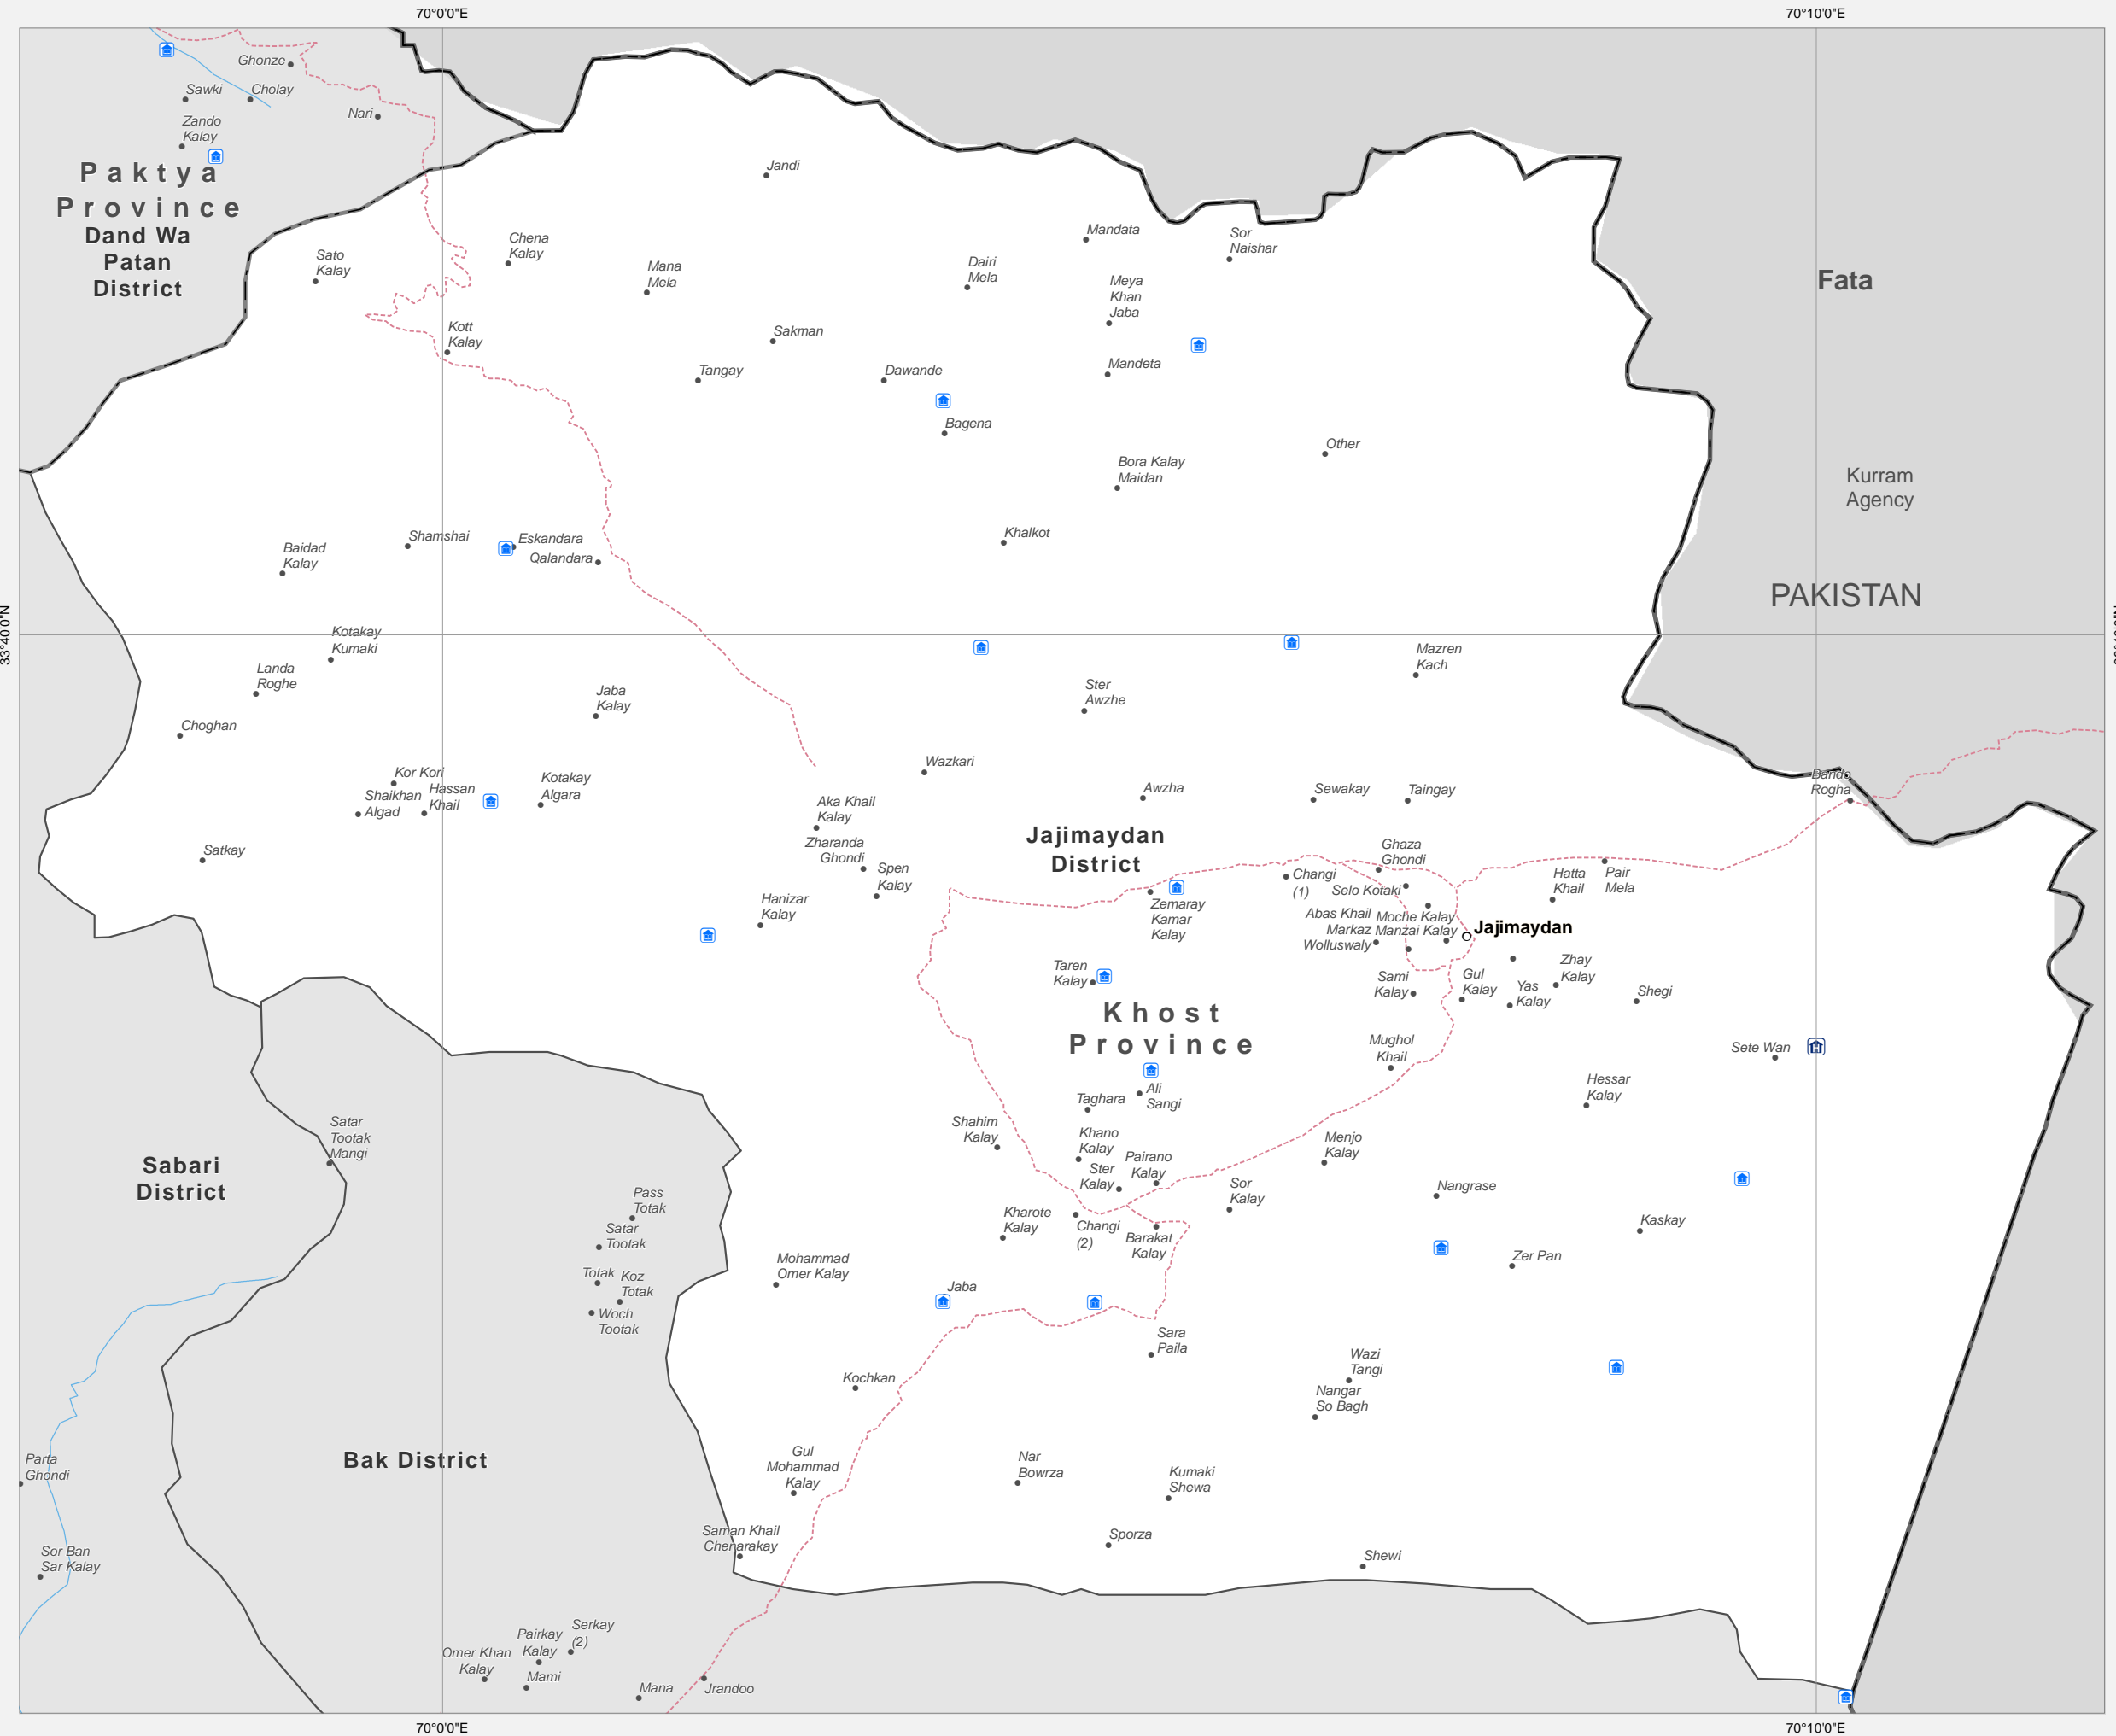 70°0'0"E
70°10'0"E
Ghonze
Sawki
Cholay
Nari
Zando
Kalay
Paktya
Province
Dand Wa
Patan
District
Jandi
Sato
Kalay
Chena
Kalay
Mana
Mela
Dairi
Mela
Mandata
Sor
Naishar
Meya
Khan
Jaba
Fata
Kott
Kalay
Sakman
Tangay
Dawande
Mandeta
Bagena
Other
Bora Kalay
Maidan
Kurram
Agency
Khalkot
Shamshai
Eskandara
Qalandara
Baidad
Kalay
PAKISTAN
33°40'0"N
Kotakay
Kumaki
Landa
Roghe
Choghan
Jaba
Kalay
Ster
Awzhe
Mazren
Kach
Wazkari
Kor Kori
Shaikhan
Algad
Hassan
Khail
Kotakay
Algara
Awzha
Sewakay
Taingay
Bando
Rogha
Aka Khail
Kalay
Zharanda
Ghondi
Spen
Kalay
Satkay
Jajimaydan
District
Ghaza
Ghondi
Changi
(1)
Selo Kotaki
Hatta
Khail
Pair
Mela
Hanizar
Kalay
Zemaray
Kamar
Kalay
Abas Khail
Markaz
Wolluswaly
Moche Kalay
Manzai Kalay
Jajimaydan
Taren
Kalay
Sami
Kalay
Gul
Kalay
Yas
Kalay
Zhay
Kalay
Shegi
Khost
Province
Mughol
Khail
Sete Wan
Hessar
Kalay
Ali
Sangi
Taghara
Shahim
Kalay
Khano
Kalay
Ster
Kalay
Pairano
Kalay
Menjo
Kalay
Sabari
District
Satar
Tootak
Mangi
Pass
Totak
Satar
Tootak
Totak
Koz
Totak
Woch
Tootak
Sor
Kalay
Nangrase
Kharote
Kalay
Changi
(2)
Barakat
Kalay
Kaskay
Zer Pan
Mohammad
Omer Kalay
Jaba
Sara
Paila
Wazi
Tangi
Nangar
So Bagh
Kochkan
Bak District
Parta
Ghondi
Gul
Mohammad
Kalay
Nar
Bowrza
Kumaki
Shewa
Saman Khail
Chenarakay
Sporza
Shewi
Sor Ban
Sar Kalay
Serkay
(2)
Pairkay
Kalay
Omer Khan
Kalay
Mami
Mana
Jrandoo
70°0'0"E
70°10'0"E